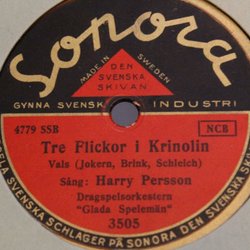 Sonora
MADE IN SWEDEN
DEN
SVENSKA
SKIVAN
GYNNA SVENSK INDUSTRI
4779 SSB
NCB
Tre Flickor i Krinolin
Vals (Jokern, Brink, Schleich)
Sång: Harry Persson
Dragspelsorkestern
"Glada Spelemän"
3505
SVENSKA SCHLAGER PÅ SONORA DEN SVENSKA